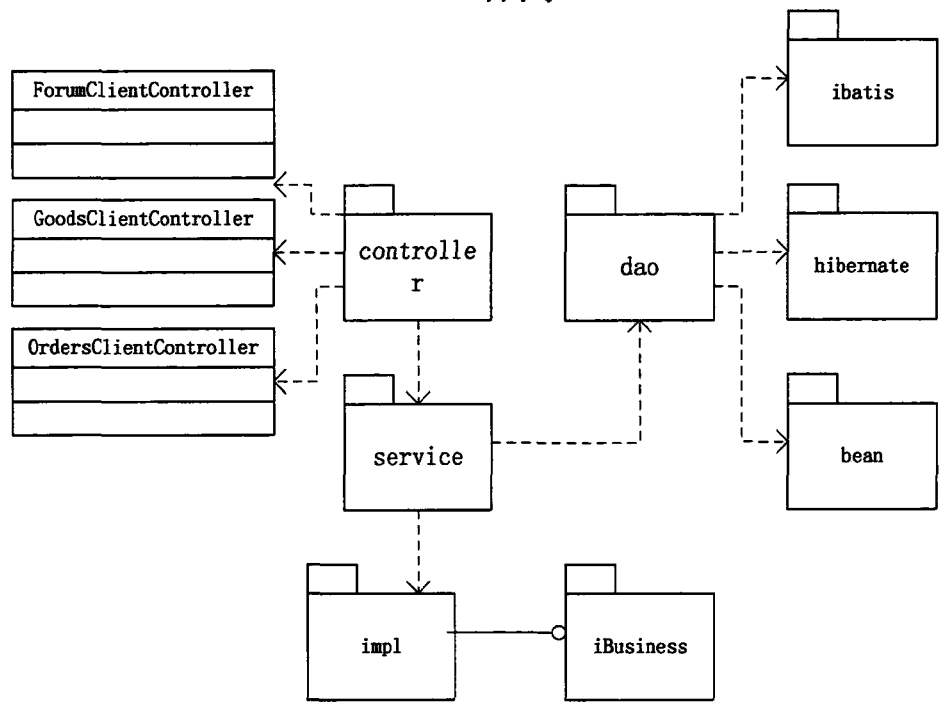 ForumClientController
GoodsClientController
OrdersClientController
controlle
r
service
impl
iBusiness
dao
ibatis
hibernate
bean